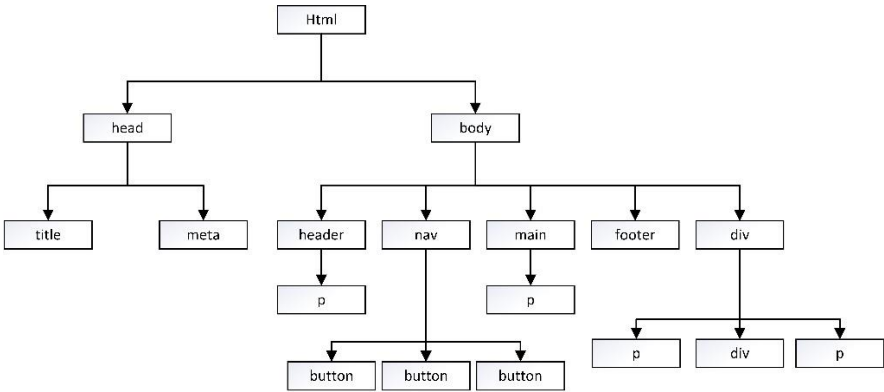 Html
head
body
title
meta
header
nav
main
footer
div
p
p
p
div
p
button
button
button